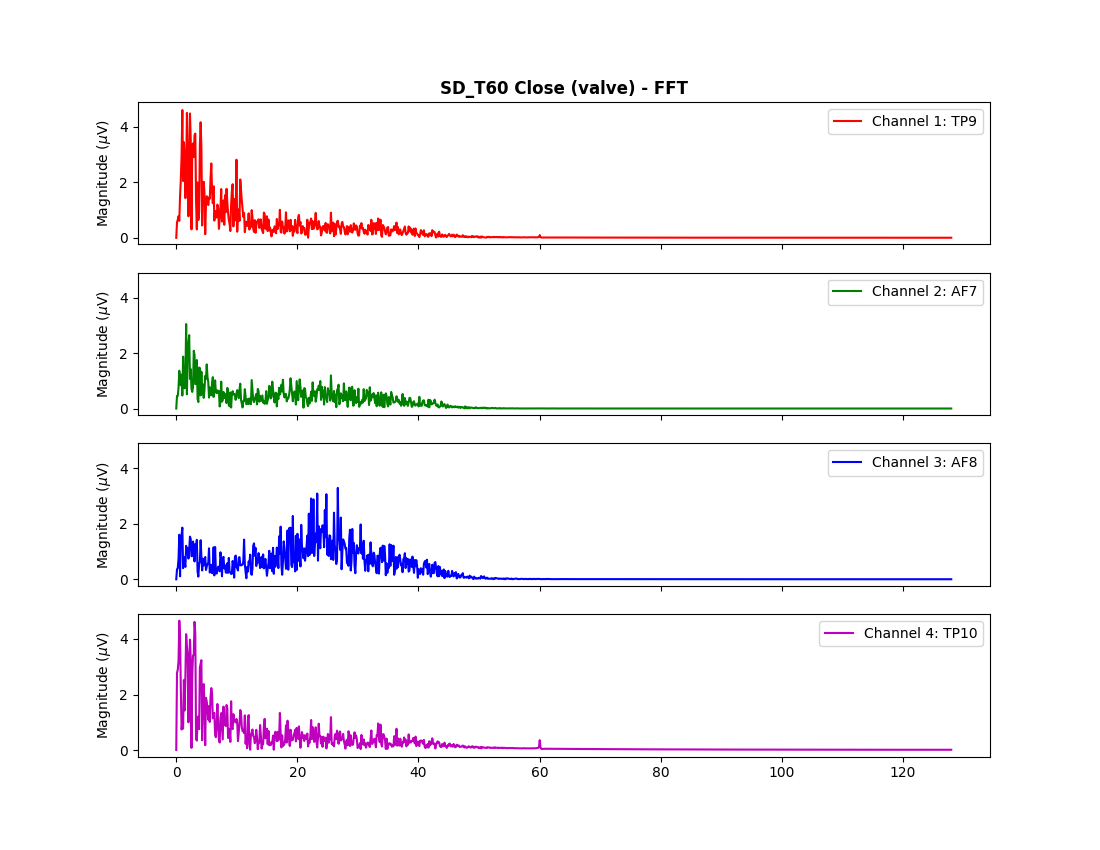 SD_T60 Close (valve) - FFT
Magnitude (μV)
4
2
0
Channel 1: TP9
Magnitude (μV)
4
2
0
Channel 2: AF7
Magnitude (μV)
4
2
0
Channel 3: AF8
Magnitude (μV)
4
2
0
Channel 4: TP10
0 20 40 60 80 100 120